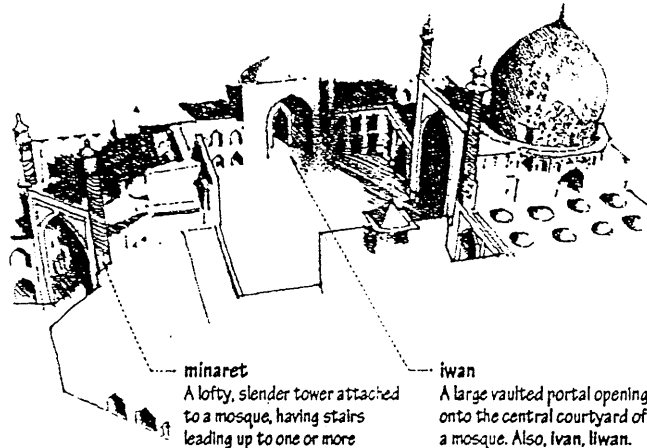 minaret
A lofty, slender tower attached
to a mosque, having stairs
leading up to one or more
iwan
A large vaulted portal opening
onto the central courtyard of
a mosque. Also, ivan, liwan.